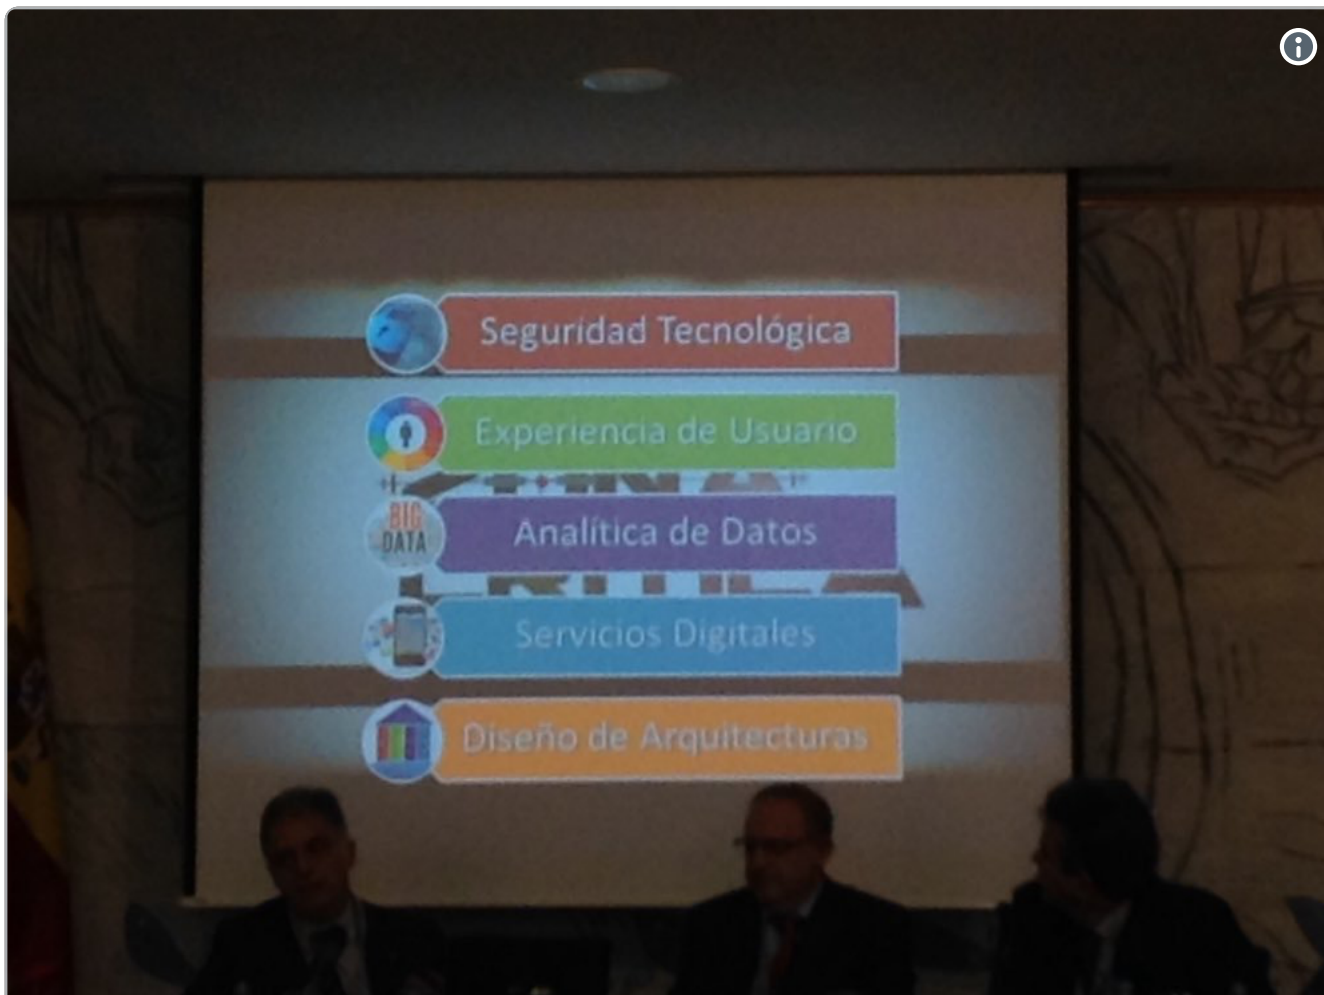 Seguridad Tecnológica
Experiencia de Usuario
BIG
DATA
Analítica de Datos
Servicios Digitales
Diseño de Arquitecturas